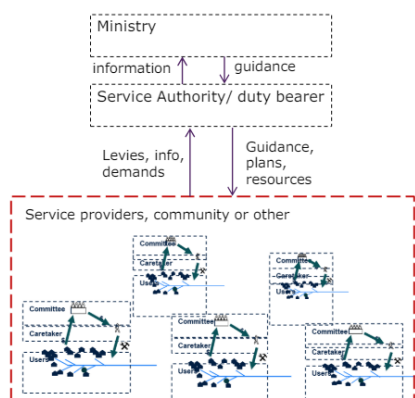 Ministry
information
guidance
Service Authority/ duty bearer
Levies, info,
demands
Guidance,
plans,
resources
Service providers, community or other
Committee
Caretaker
Users
Committee
Caretaker
Users
Committee
Caretaker
Users
Committee
Caretaker
Users
Committee
Caretaker
Users